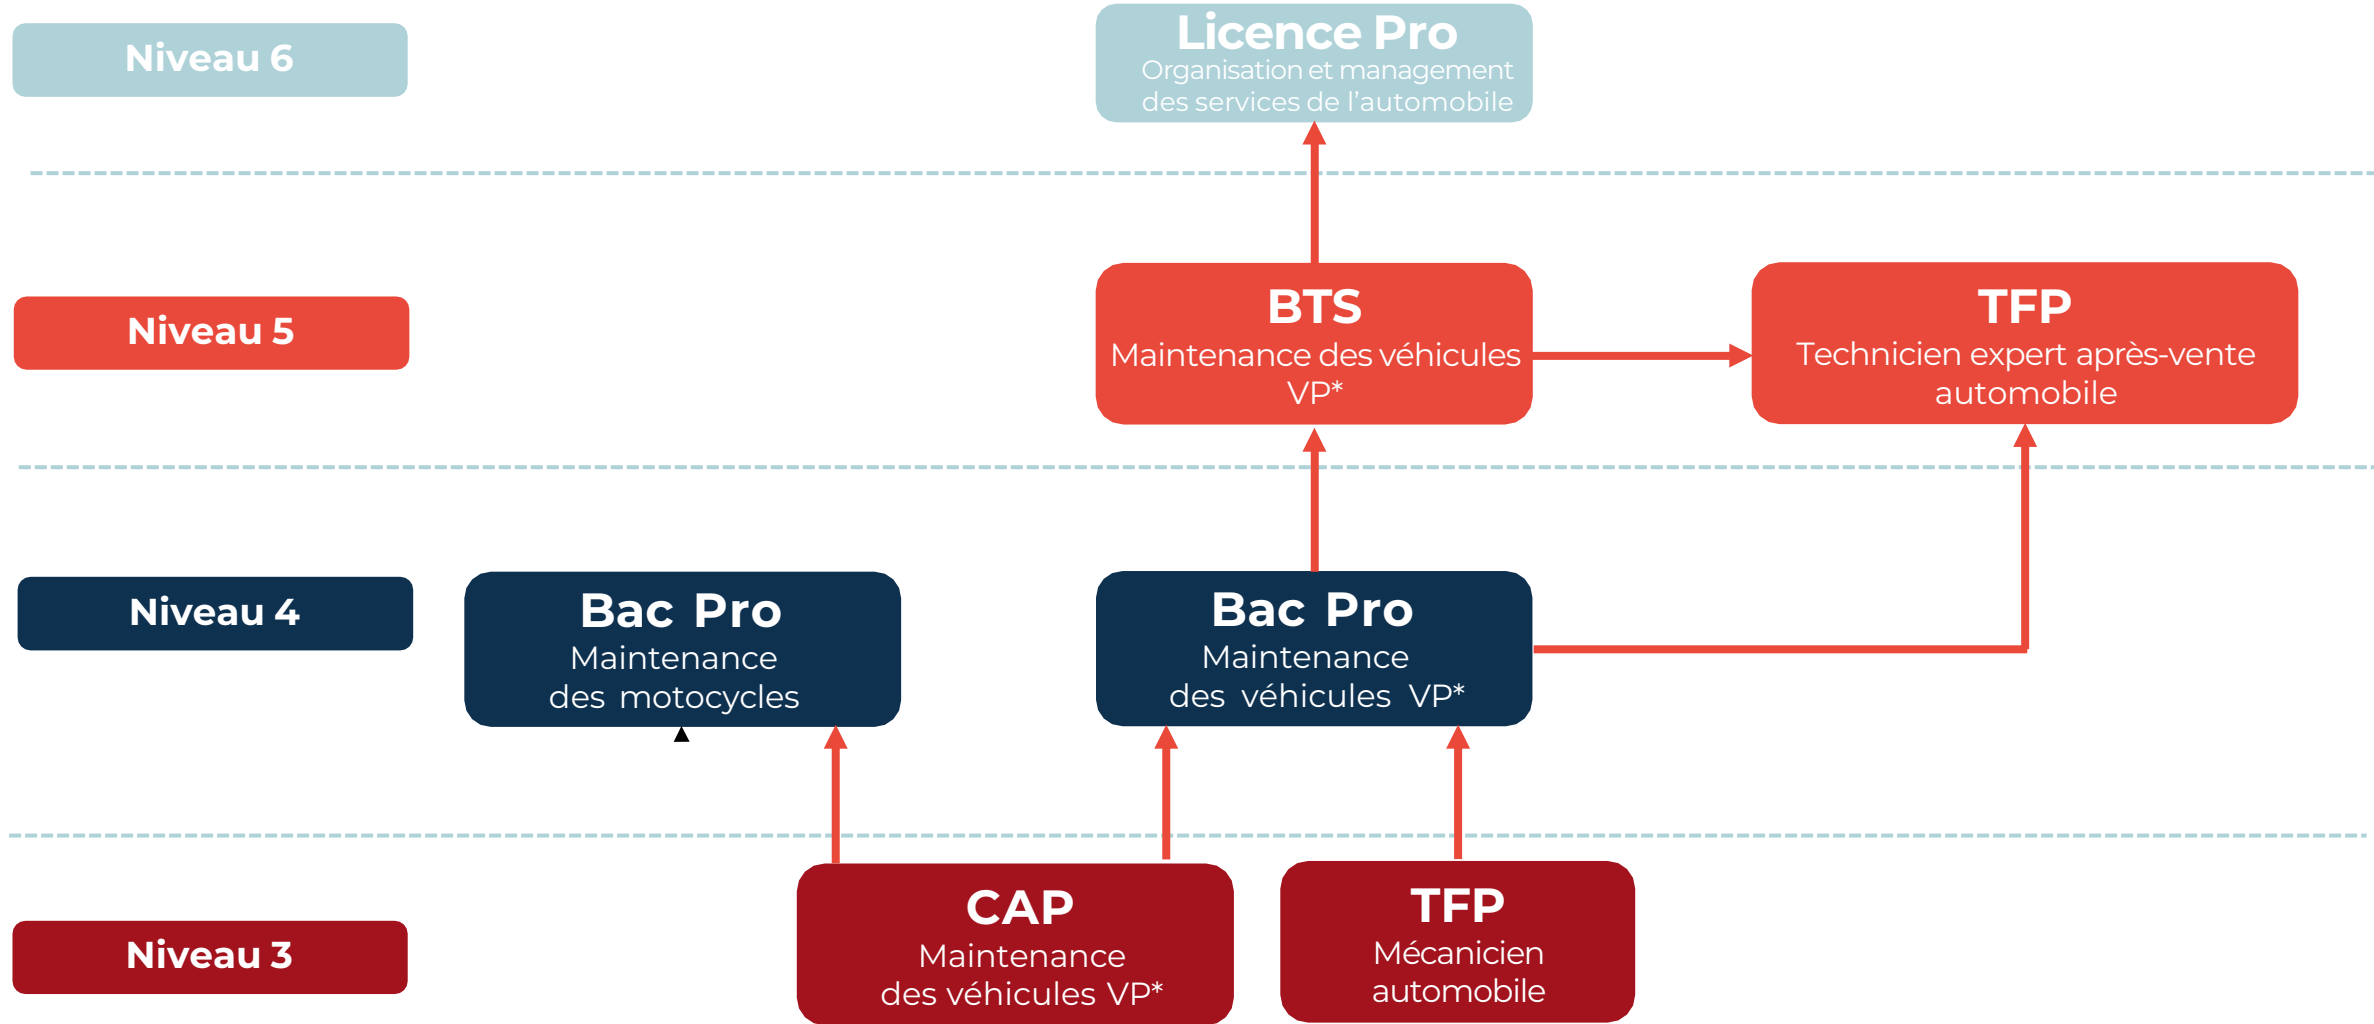 Niveau 6
Licence Pro
Organisation et management
des services de l'automobile
Niveau 5
BTS
Maintenance des véhicules
VP*
TFP
Technicien expert après-vente
automobile
Niveau 4
Bac Pro
Maintenance
des motocycles
Bac Pro
Maintenance
des véhicules VP*
Niveau 3
CAP
Maintenance
des véhicules VP*
TFP
Mécanicien
automobile